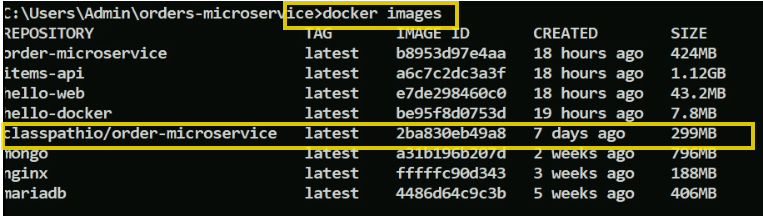 C:\Users\Admin\orders-microservice>docker images
REPOSITORY TAG IMAGE ID CREATED SIZE
order-microservice latest b8953d97e4aa 18 hours ago 424MB
items-api latest a6c7c2dc3a3f 18 hours ago 1.12GB
hello-web latest e7de298460c0 18 hours ago 43.2MB
hello-docker latest be95f8d0753d 19 hours ago 7.8MB
classpathio/order-microservice latest 2ba830eb49a8 7 days ago 299MB
mongo latest a31b196b207d 2 weeks ago 796MB
nginx latest fffffc90d343 3 weeks ago 188MB
mariadb latest 4486d64c9c3b 5 weeks ago 406MB